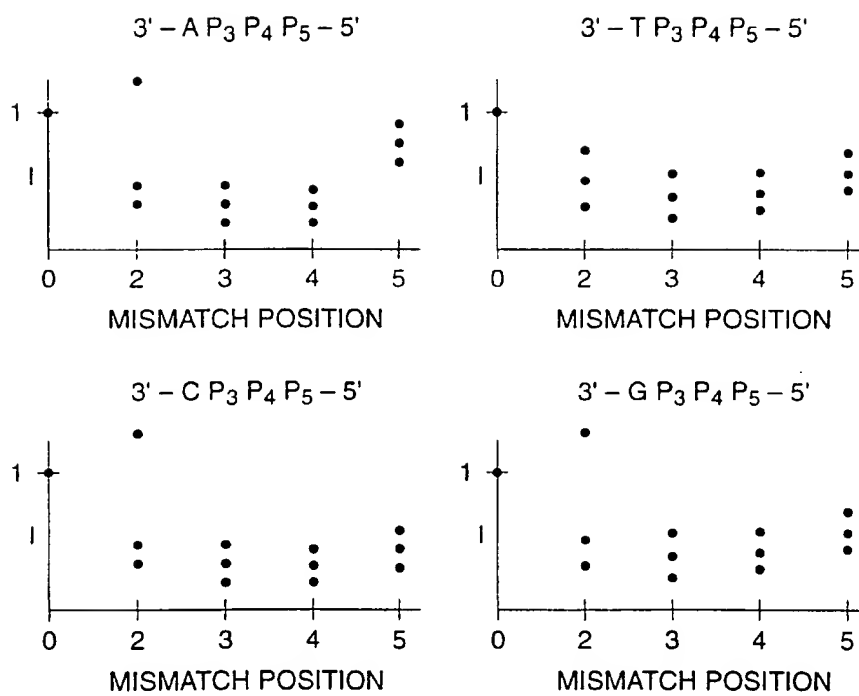 3' – A P3 P4 P5 – 5'
1
I
0 2 3 4 5
MISMATCH POSITION
3' – T P3 P4 P5 – 5'
1
I
0 2 3 4 5
MISMATCH POSITION
3' – C P3 P4 P5 – 5'
1
I
0 2 3 4 5
MISMATCH POSITION
3' – G P3 P4 P5 – 5'
1
I
0 2 3 4 5
MISMATCH POSITION